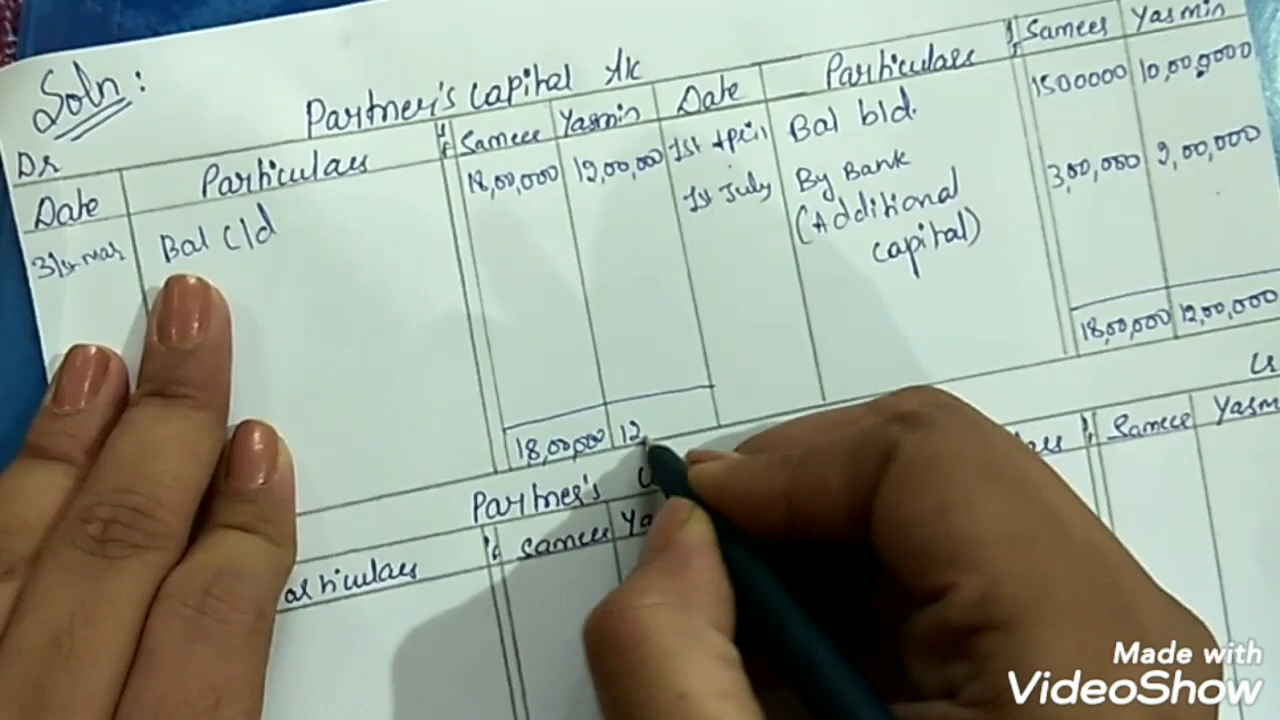 Soln:
Partner's Capital A/c
Dr
Date Particulars Sameer Yasmin Date Particulars Sameer Yasmin
31st Mar Bal C/d 18,00,000 12,00,000 1st April Bal b/d. 1500000 10,00,0000
1st July By Bank 3,00,000 2,00,000
(Additional
Capital)
18,00,000 12,00,000
18,00,000 12
Partner's
Sameer Ya Sameer Yasm
articulars
Made with
VideoShow